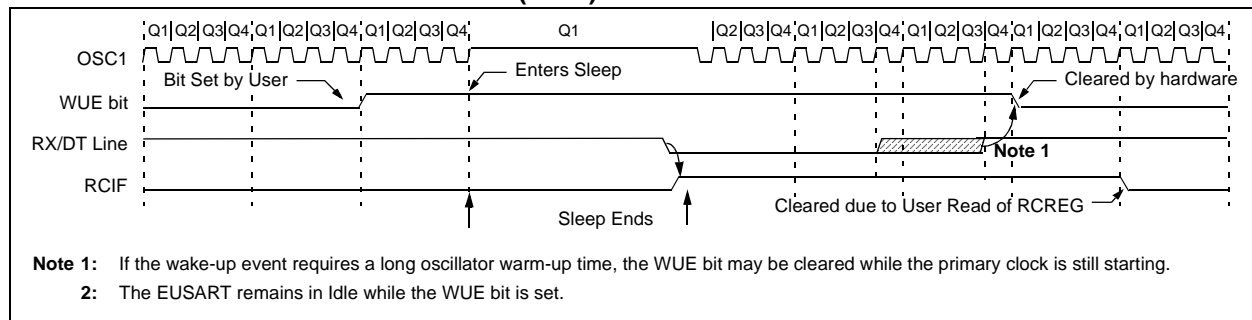 Q1 Q2 Q3 Q4 Q1 Q2 Q3 Q4 Q1 Q2 Q3 Q4 Q1 Q2 Q3 Q4 Q1 Q2 Q3 Q4 Q1 Q2 Q3 Q4 Q1 Q2 Q3 Q4 Q1 Q2 Q3 Q4
OSC1
Bit Set by User
Enters Sleep
Cleared by hardware
WUE bit
RX/DT Line
Note 1
RCIF
Sleep Ends
Cleared due to User Read of RCREG
Note 1: If the wake-up event requires a long oscillator warm-up time, the WUE bit may be cleared while the primary clock is still starting.
2: The EUSART remains in Idle while the WUE bit is set.